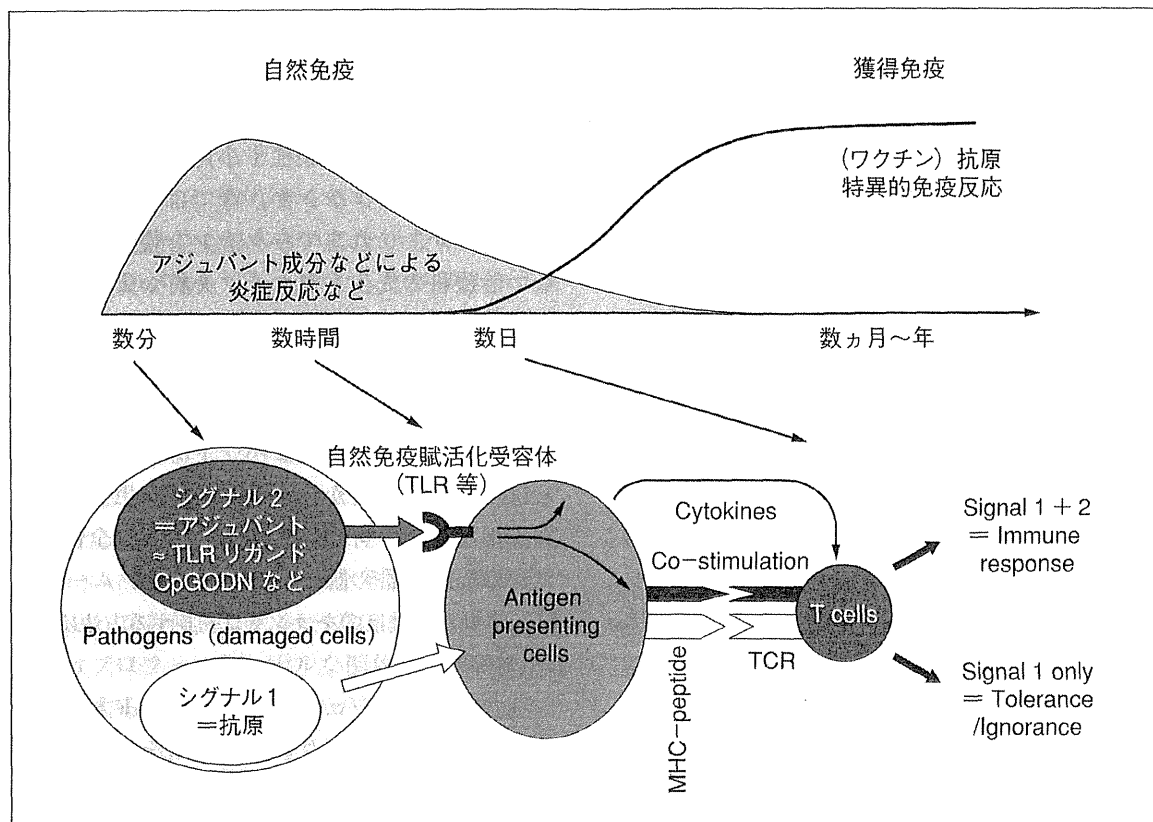 自然免疫
獲得免疫
(ワクチン) 抗原
特異的免疫反応
アジュバント成分などによる
炎症反応など
数分
数時間
数日
数ヵ月〜年
自然免疫賦活化受容体
(TLR 等)
シグナル 2
=アジュバント
≈ TLR リガンド
CpGODN など
Pathogens (damaged cells)
シグナル 1
=抗原
Antigen
presenting
cells
Cytokines
Co-stimulation
MHC-peptide
TCR
T cells
Signal 1 + 2
= Immune
response
Signal 1 only
= Tolerance
/Ignorance